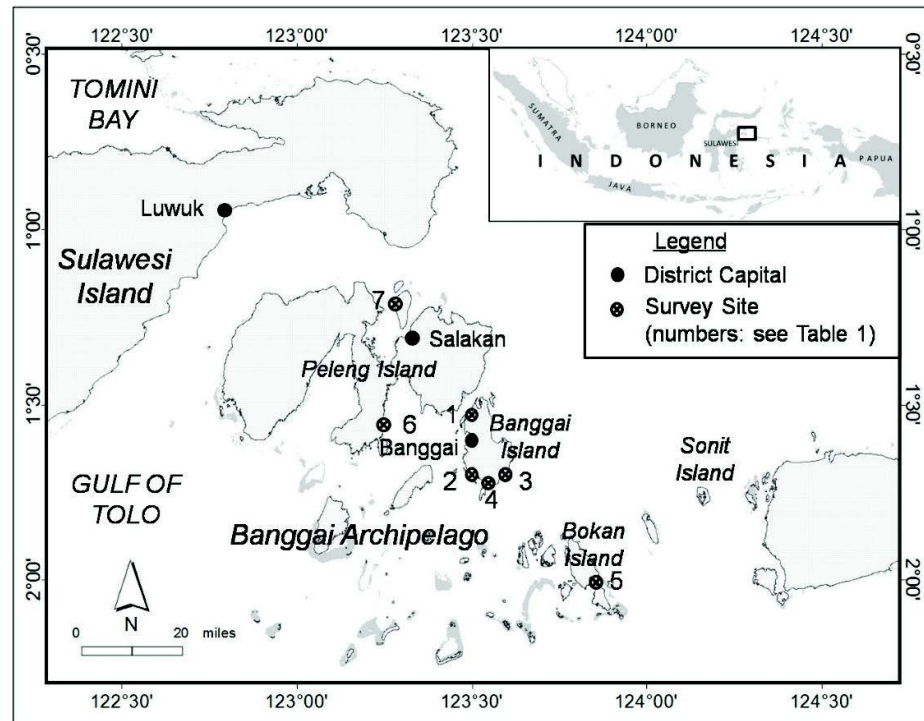 122°30' 123°00' 123°30' 124°00' 124°30'
0°30'
0°30'
TOMINI
BAY
SUMATRA
BORNEO
SULAWESI
PAPUA
INDONESIA
JAVA
Luwuk
1°00'
1°00'
Sulawesi
Island
Legend
District Capital
Survey Site
(numbers: see Table 1)
7
Salakan
Peleng Island
1°30'
1°30'
1
6
Banggai
Banggai
Island
2
3
4
Sonit
Island
GULF OF
TOLO
Banggai Archipelago
Bokan
Island
5
2°00'
2°00'
N
0 20 miles
122°30' 123°00' 123°30' 124°00' 124°30'